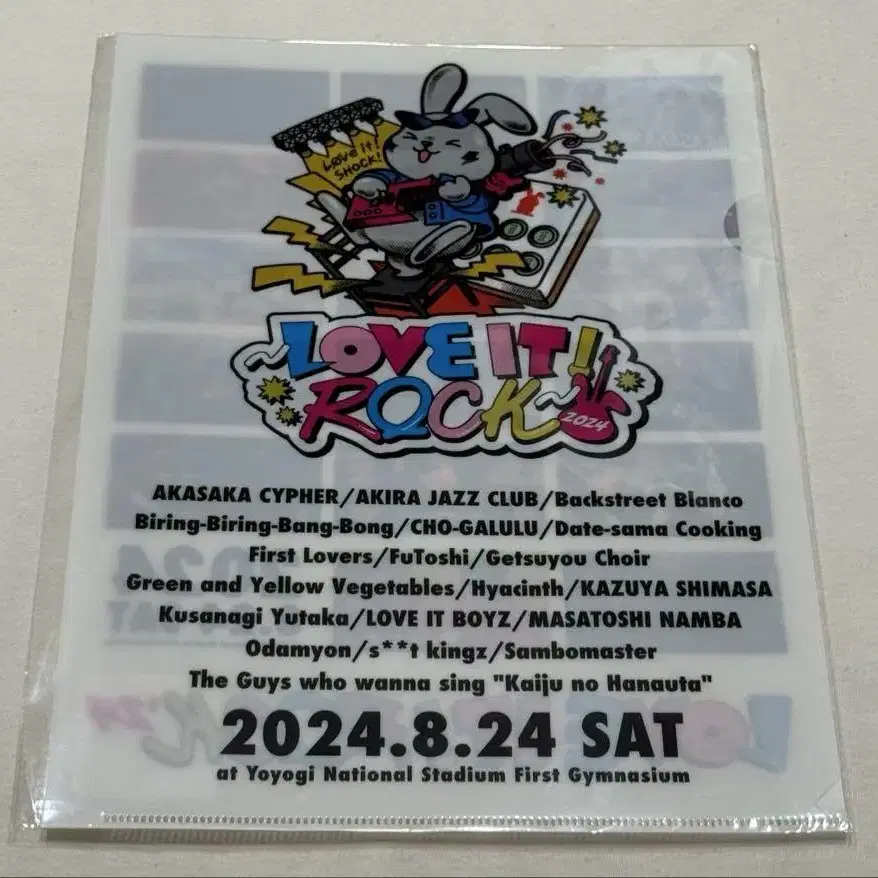 LOVE it!
SHOCK!
~LOVE IT!
ROCK~
2024
AKASAKA CYPHER/AKIRA JAZZ CLUB/Backstreet Blanco
Biring-Biring-Bang-Bong/CHO-GALULU/Date-sama Cooking
First Lovers/FuToshi/Getsuyou Choir
Green and Yellow Vegetables/Hyacinth/KAZUYA SHIMASA
Kusanagi Yutaka/LOVE IT BOYZ/MASATOSHI NAMBA
Odamyon/s**t kingz/Sambomaster
The Guys who wanna sing "Kaiju no Hanauta"
2024.8.24 SAT
at Yoyogi National Stadium First Gymnasium